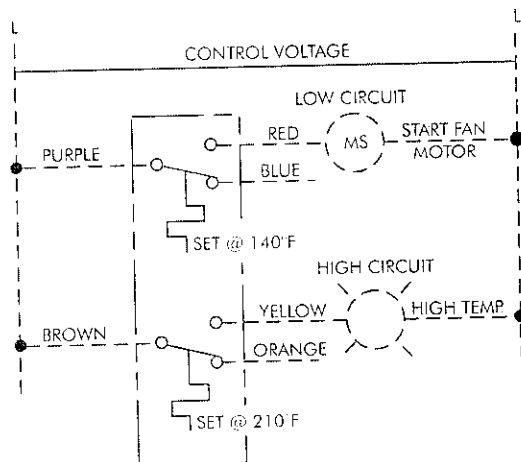 L L
CONTROL VOLTAGE
LOW CIRCUIT
RED MS START FAN
MOTOR
PURPLE
BLUE
SET @ 140°F
HIGH CIRCUIT
YELLOW HIGH TEMP.
BROWN
ORANGE
SET @ 210°F